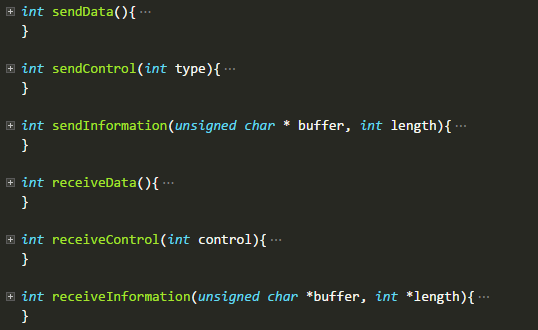 int sendData(){ ...
}
int sendControl(int type){ ...
}
int sendInformation(unsigned char * buffer, int length){ ...
}
int receiveData(){ ...
}
int receiveControl(int control){ ...
}
int receiveInformation(unsigned char *buffer, int *length){ ...
}